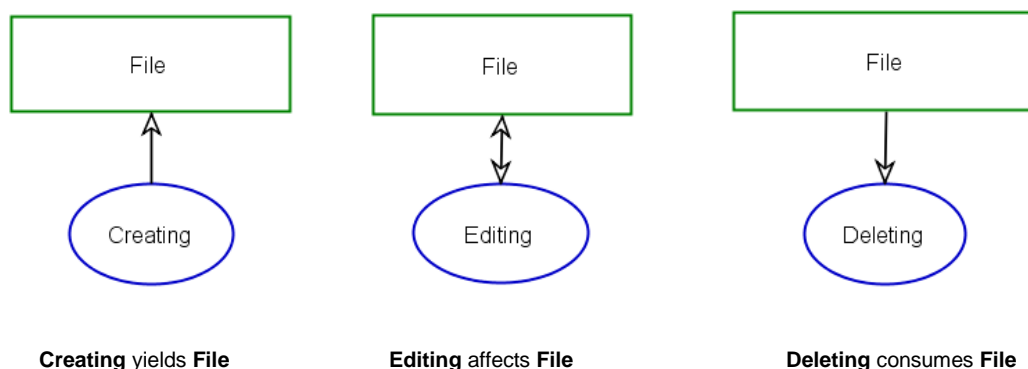 File
File
File
Creating
Editing
Deleting
Creating yields File
Editing affects File
Deleting consumes File